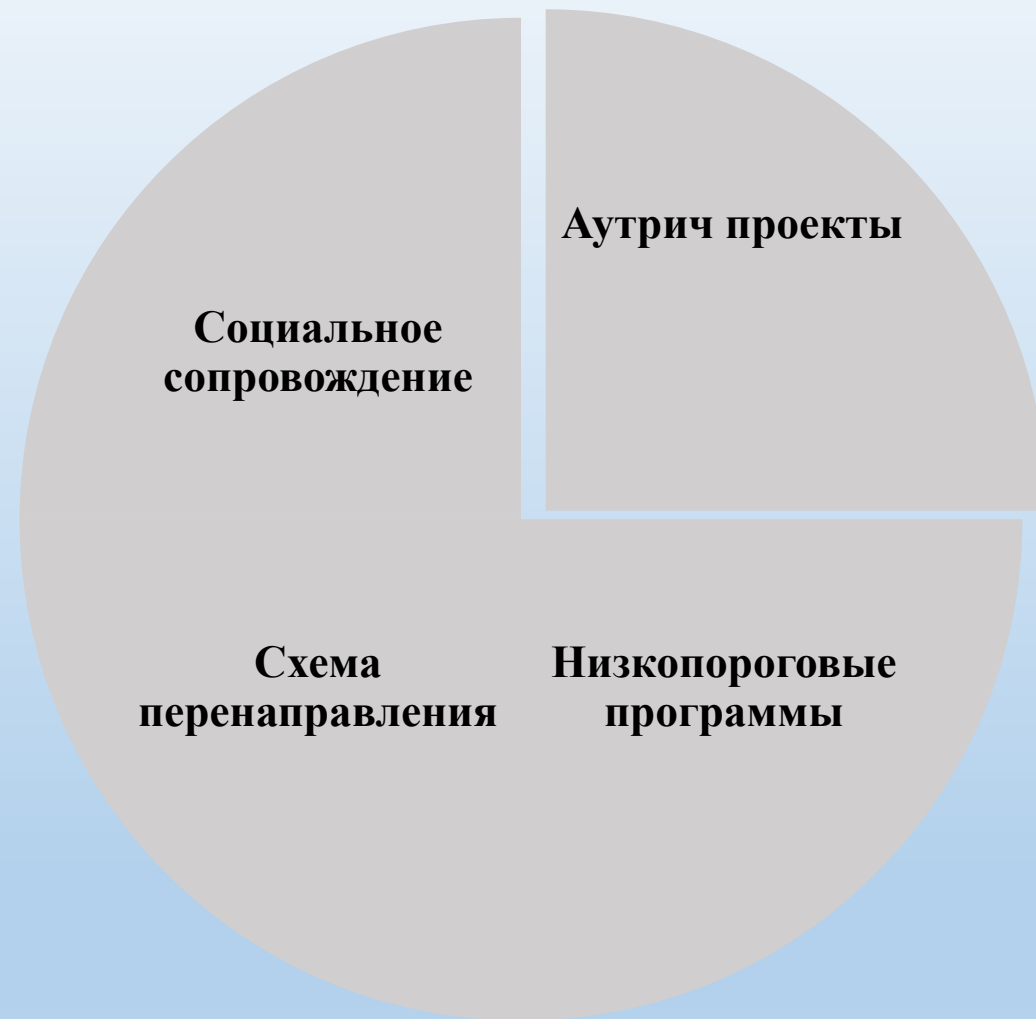 Аутрич проекты
Социальное
сопровождение
Схема
перенаправления
Низкопороговые
программы